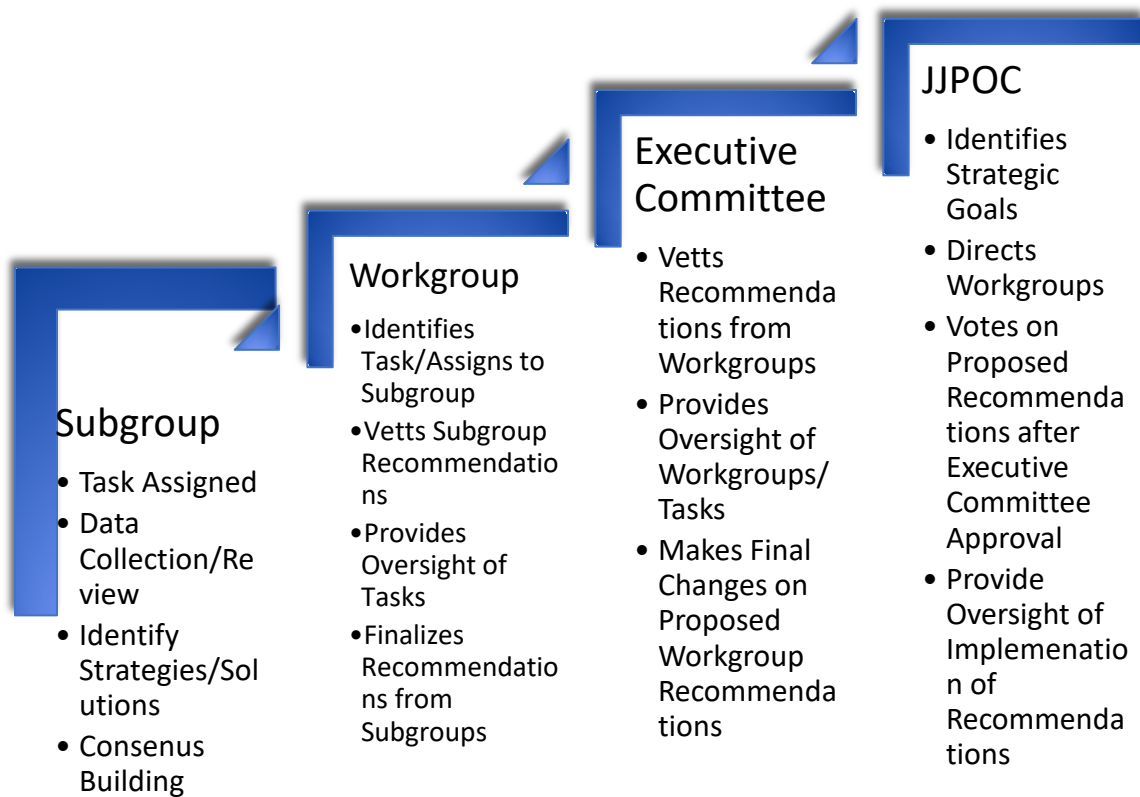 Subgroup
• Task Assigned
• Data
Collection/Re
view
• Identify
Strategies/Sol
utions
• Consenus
Building
Workgroup
•Identifies
Task/Assigns to
Subgroup
•Vetts Subgroup
Recommendatio
ns
•Provides
Oversight of
Tasks
•Finalizes
Recommendatio
ns from
Subgroups
Executive
Committee
• Vetts
Recommenda
tions from
Workgroups
• Provides
Oversight of
Workgroups/
Tasks
• Makes Final
Changes on
Proposed
Workgroup
Recommenda
tions
JJPOC
• Identifies
Strategic
Goals
• Directs
Workgroups
• Votes on
Proposed
Recommenda
tions after
Executive
Committee
Approval
• Provide
Oversight of
Implemenatio
n of
Recommenda
tions